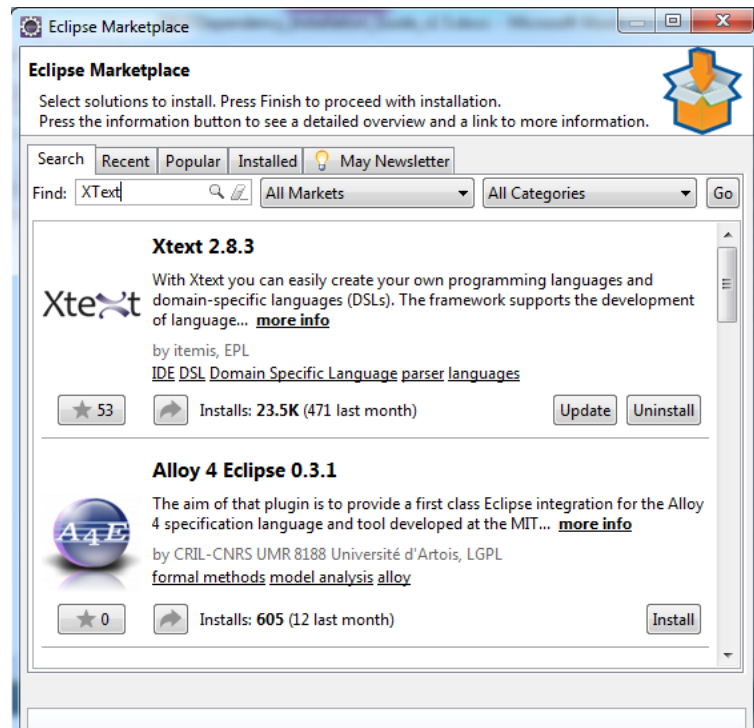 Eclipse Marketplace
Eclipse Marketplace
Select solutions to install. Press Finish to proceed with installation.
Press the information button to see a detailed overview and a link to more information.
Search Recent Popular Installed May Newsletter
Find: XText All Markets All Categories Go
Xtext 2.8.3
Xtext
With Xtext you can easily create your own programming languages and
domain-specific languages (DSLs). The framework supports the development
of language... more info
by itemis, EPL
IDE DSL Domain Specific Language parser languages
53 Installs: 23.5K (471 last month) Update Uninstall
Alloy 4 Eclipse 0.3.1
A4E
The aim of that plugin is to provide a first class Eclipse integration for the Alloy
4 specification language and tool developed at the MIT... more info
by CRIL-CNRS UMR 8188 Université d'Artois, LGPL
formal methods model analysis alloy
0 Installs: 605 (12 last month) Install